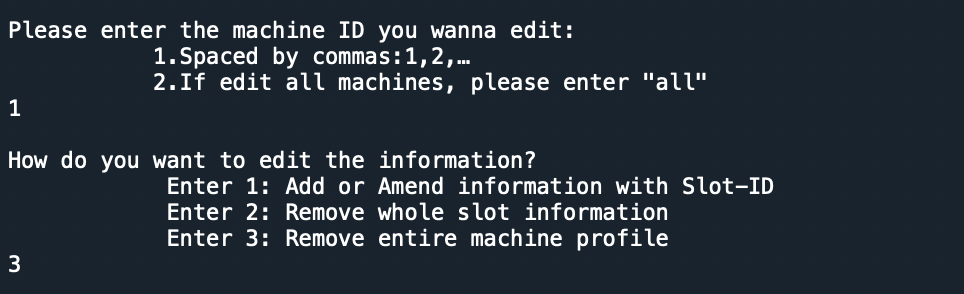 Please enter the machine ID you wanna edit:
1.Spaced by commas:1,2,…
2.If edit all machines, please enter "all"
1
How do you want to edit the information?
Enter 1: Add or Amend information with Slot-ID
Enter 2: Remove whole slot information
Enter 3: Remove entire machine profile
3